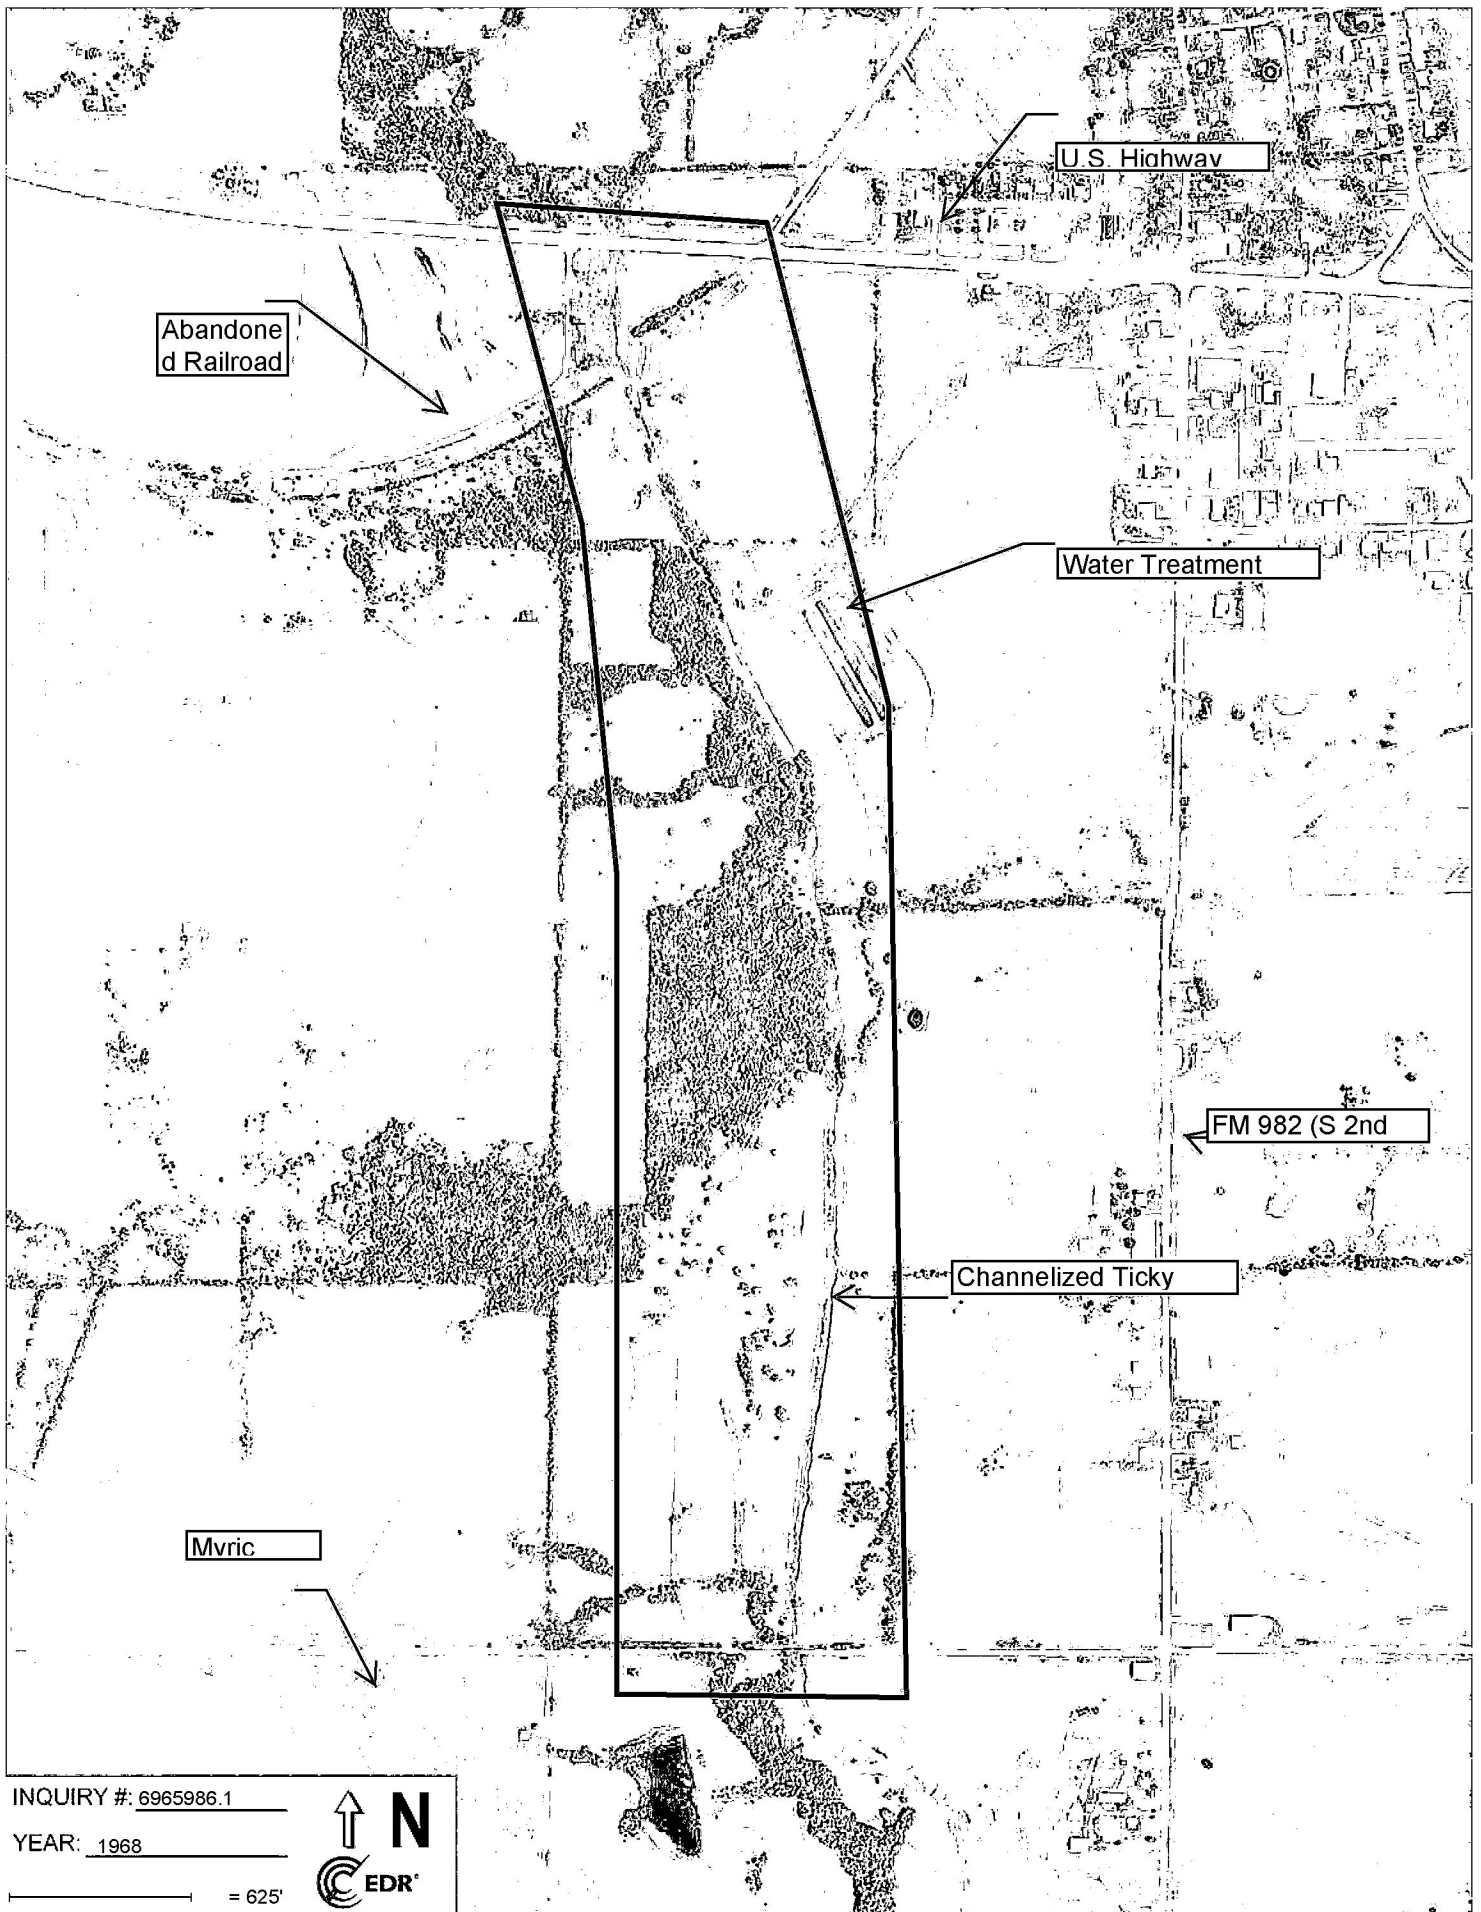 U.S. Highway
Abandone
d Railroad
Water Treatment
FM 982 (S 2nd
Channelized Ticky
Myric
INQUIRY #: 6965986.1
YEAR: 1968
= 625'
N
EDR®